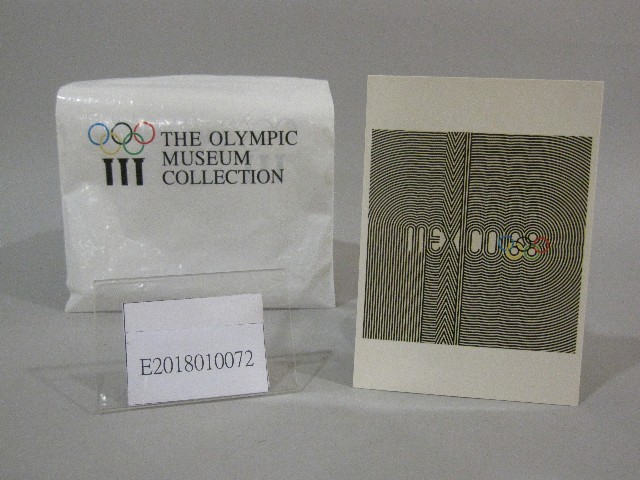 THE OLYMPIC
MUSEUM
COLLECTION
MEXICO68
E2018010072